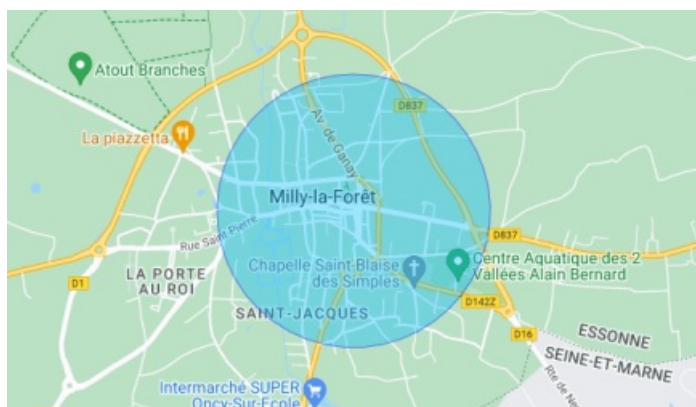 Atout Branches
La piazzetta
Av. de Ganay
D837
Milly-la-Forêt
Rue Saint Pierre
D837
Chapelle Saint-Blaise
des Simples
Centre Aquatique des 2
Vallées Alain Bernard
LA PORTE
AU ROI
D1
D142Z
SAINT-JACQUES
D16
ESSONNE
SEINE-ET-MARNE
Intermarché SUPER
Oncy-Sur-Ecole
Rte de